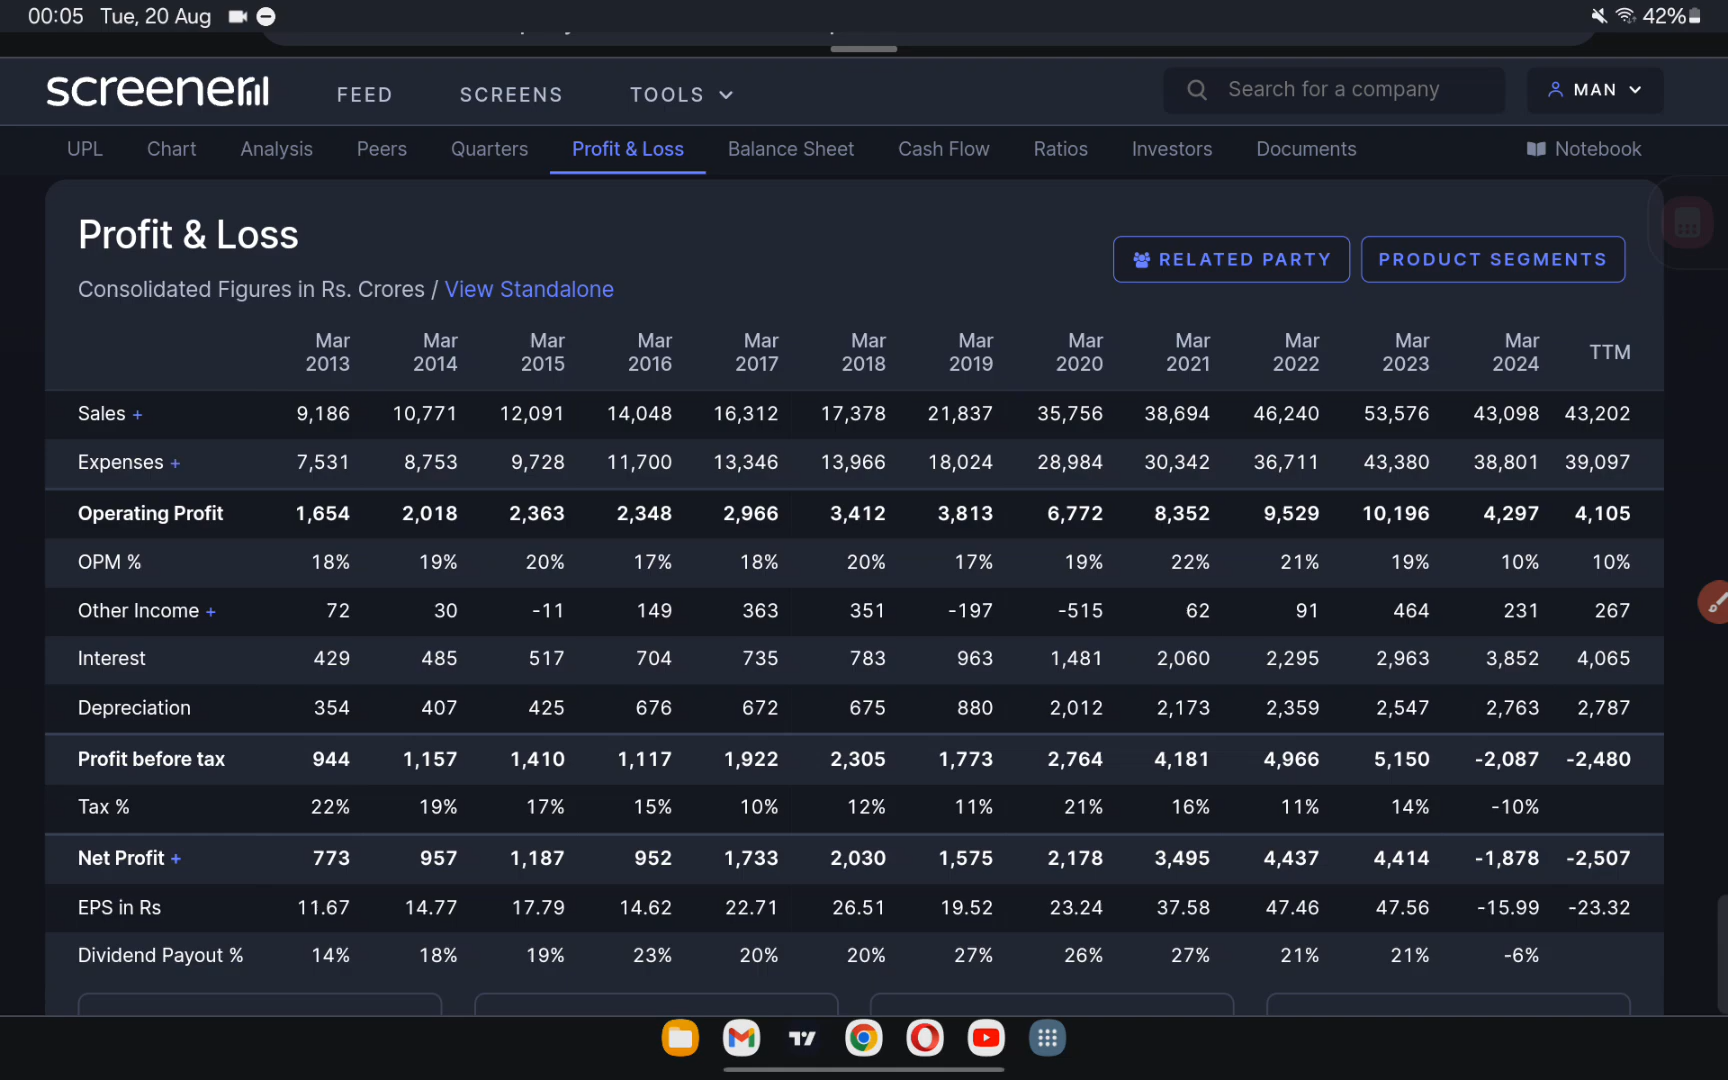 00:05 Tue, 20 Aug 42%
screener
FEED SCREENS TOOLS
Search for a company
MAN
UPL Chart Analysis Peers Quarters Profit & Loss Balance Sheet Cash Flow Ratios Investors Documents Notebook
Profit & Loss
RELATED PARTY PRODUCT SEGMENTS
Consolidated Figures in Rs. Crores / View Standalone
Mar 2013 Mar 2014 Mar 2015 Mar 2016 Mar 2017 Mar 2018 Mar 2019 Mar 2020 Mar 2021 Mar 2022 Mar 2023 Mar 2024 TTM
Sales + 9,186 10,771 12,091 14,048 16,312 17,378 21,837 35,756 38,694 46,240 53,576 43,098 43,202
Expenses + 7,531 8,753 9,728 11,700 13,346 13,966 18,024 28,984 30,342 36,711 43,380 38,801 39,097
Operating Profit 1,654 2,018 2,363 2,348 2,966 3,412 3,813 6,772 8,352 9,529 10,196 4,297 4,105
OPM % 18% 19% 20% 17% 18% 20% 17% 19% 22% 21% 19% 10% 10%
Other Income + 72 30 -11 149 363 351 -197 -515 62 91 464 231 267
Interest 429 485 517 704 735 783 963 1,481 2,060 2,295 2,963 3,852 4,065
Depreciation 354 407 425 676 672 675 880 2,012 2,173 2,359 2,547 2,763 2,787
Profit before tax 944 1,157 1,410 1,117 1,922 2,305 1,773 2,764 4,181 4,966 5,150 -2,087 -2,480
Tax % 22% 19% 17% 15% 10% 12% 11% 21% 16% 11% 14% -10%
Net Profit + 773 957 1,187 952 1,733 2,030 1,575 2,178 3,495 4,437 4,414 -1,878 -2,507
EPS in Rs 11.67 14.77 17.79 14.62 22.71 26.51 19.52 23.24 37.58 47.46 47.56 -15.99 -23.32
Dividend Payout % 14% 18% 19% 23% 20% 20% 27% 26% 27% 21% 21% -6%